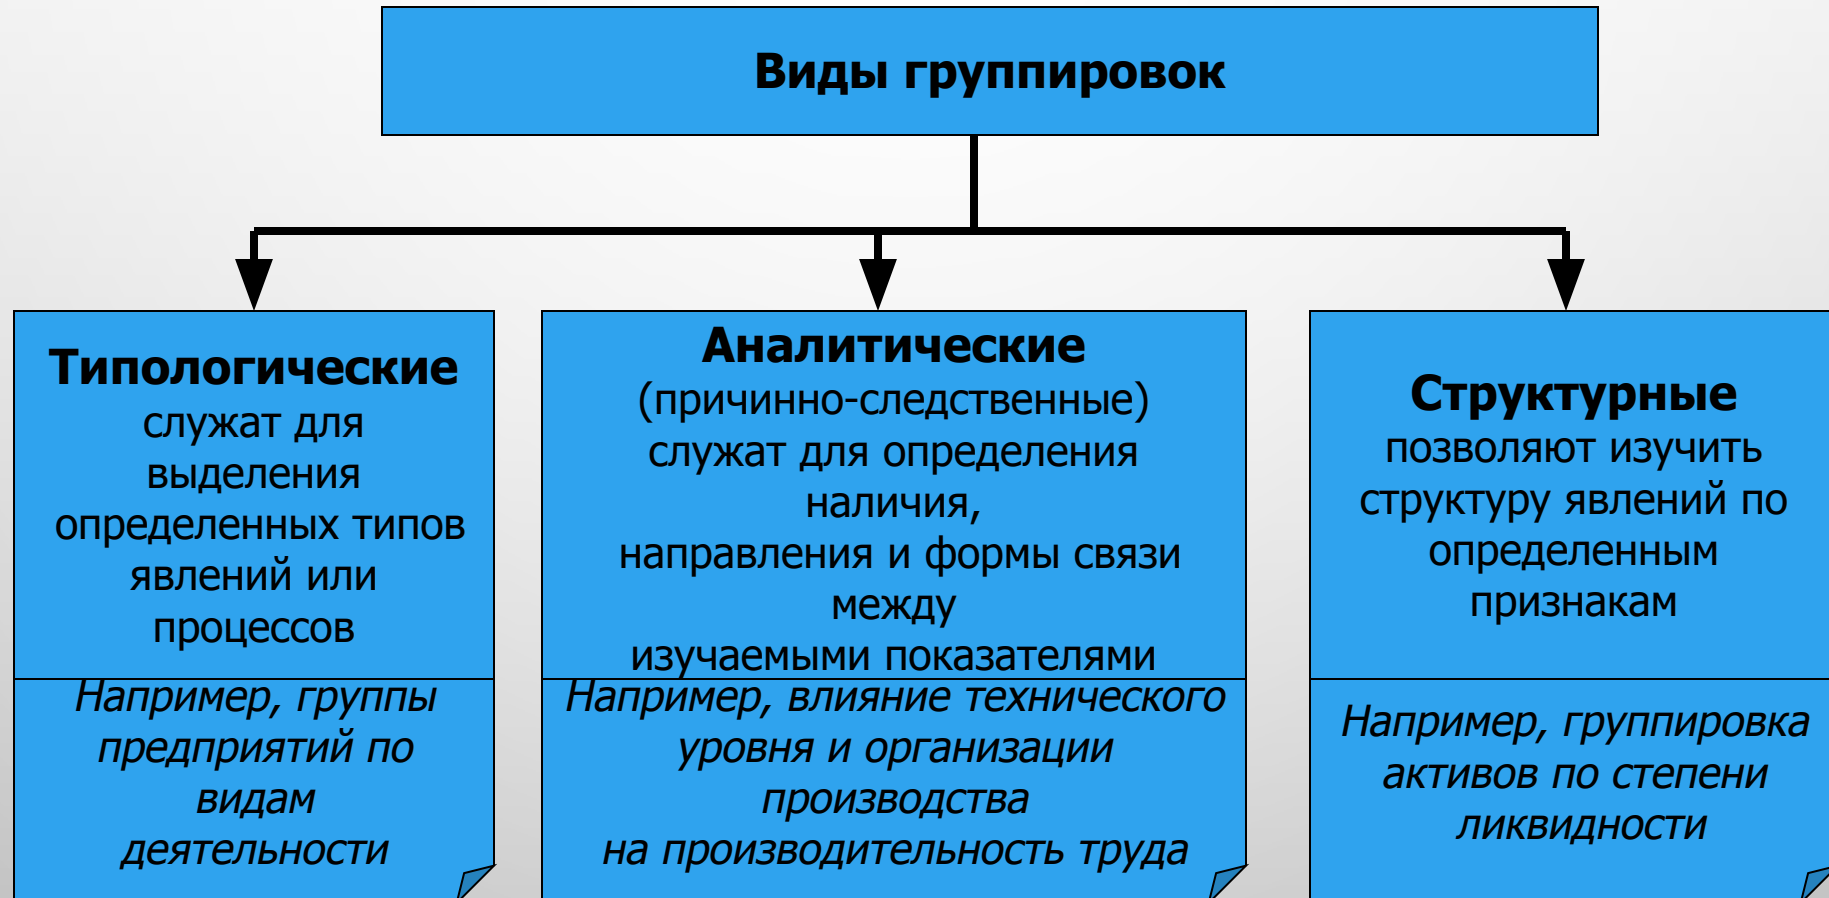 Виды группировок
Типологические
служат для
выделения
определенных типов
явлений или
процессов
Например, группы
предприятий по
видам
деятельности
Аналитические
(причинно-следственные)
служат для определения
наличия,
направления и формы связи
между
изучаемыми показателями
Например, влияние технического
уровня и организации
производства
на производительность труда
Структурные
позволяют изучить
структуру явлений по
определенным
признакам
Например, группировка
активов по степени
ликвидности